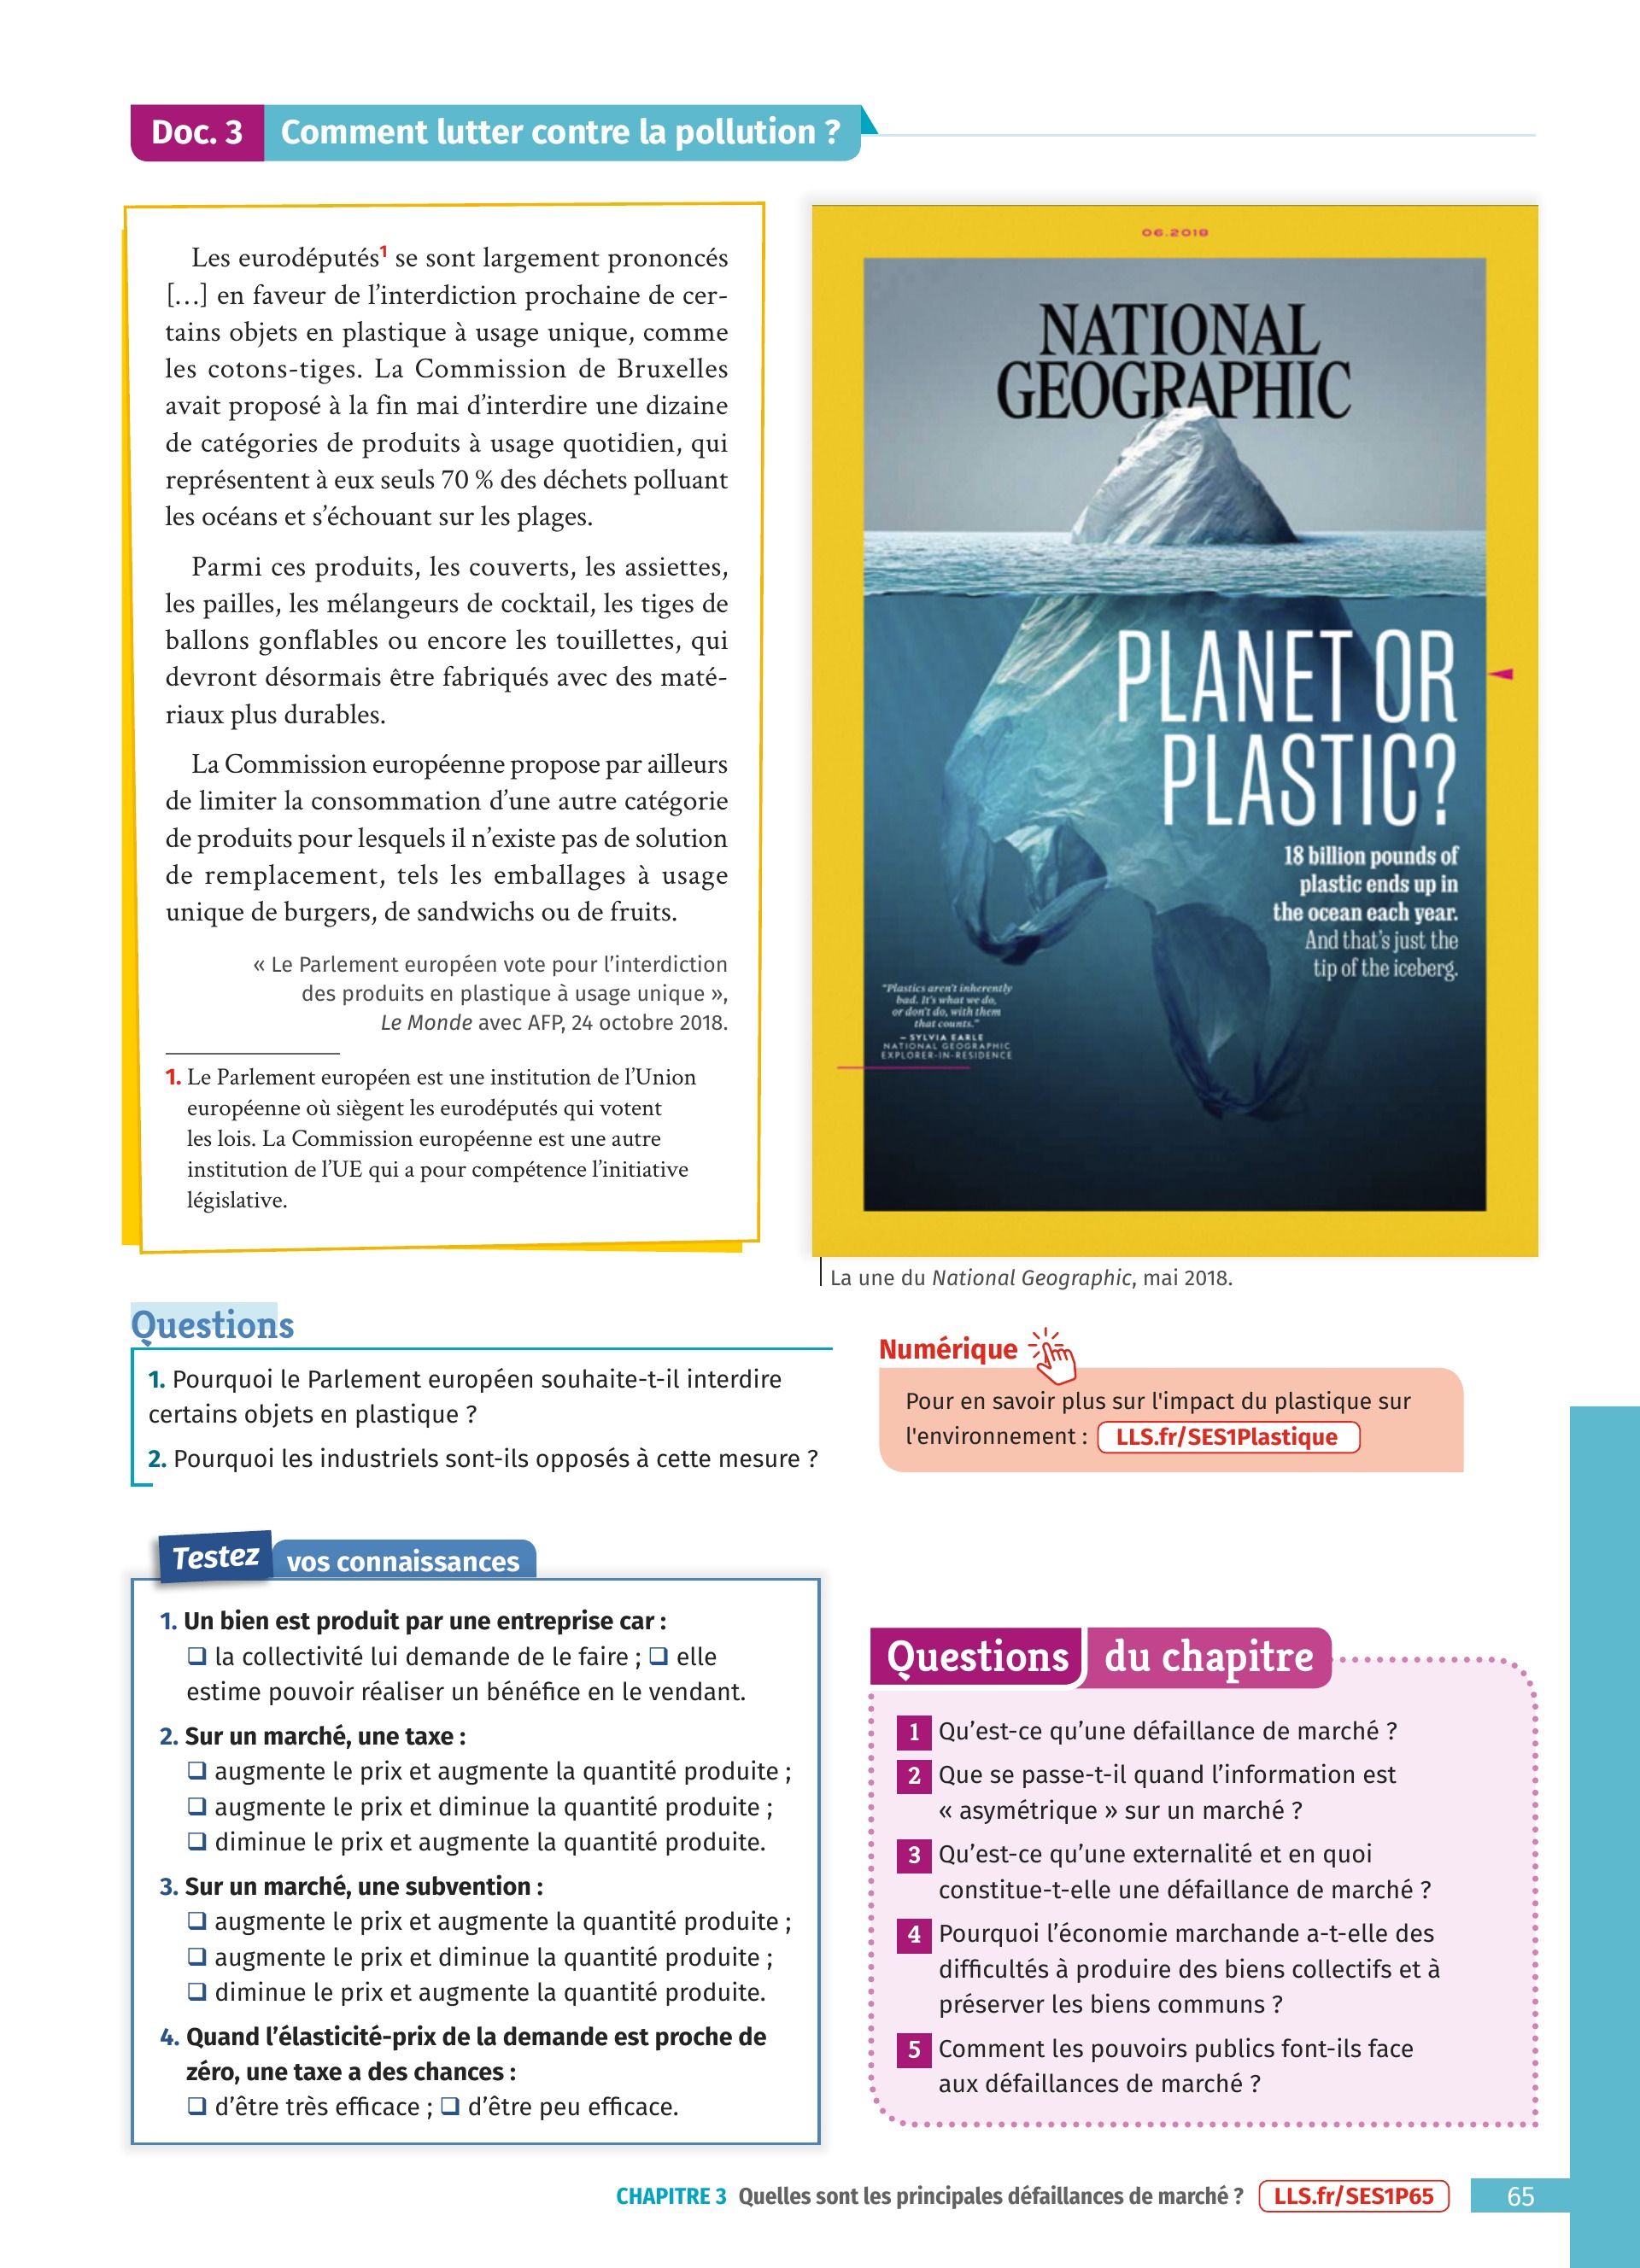 Doc. 3 Comment lutter contre la pollution ?
Les eurodéputés¹ se sont largement prononcés
[…] en faveur de l’interdiction prochaine de cer-
tains objets en plastique à usage unique, comme
les cotons-tiges. La Commission de Bruxelles
avait proposé à la fin mai d’interdire une dizaine
de catégories de produits à usage quotidien, qui
représentent à eux seuls 70 % des déchets polluant
les océans et s’échouant sur les plages.
Parmi ces produits, les couverts, les assiettes,
les pailles, les mélangeurs de cocktail, les tiges de
ballons gonflables ou encore les touillettes, qui
devront désormais être fabriqués avec des maté-
riaux plus durables.
La Commission européenne propose par ailleurs
de limiter la consommation d’une autre catégorie
de produits pour lesquels il n’existe pas de solution
de remplacement, tels les emballages à usage
unique de burgers, de sandwichs ou de fruits.
« Le Parlement européen vote pour l’interdiction
des produits en plastique à usage unique »,
Le Monde avec AFP, 24 octobre 2018.
1. Le Parlement européen est une institution de l’Union
européenne où siègent les eurodéputés qui votent
les lois. La Commission européenne est une autre
institution de l’UE qui a pour compétence l’initiative
législative.
06.2018
NATIONAL
GEOGRAPHIC
PLANET OR
PLASTIC?
18 billion pounds of
plastic ends up in
the ocean each year.
And that’s just the
tip of the iceberg.
"Plastics aren’t inherently
bad. It’s what we do,
or don’t do, with them
that counts."
– SYLVIA EARLE
NATIONAL GEOGRAPHIC
EXPLORER-IN-RESIDENCE
La une du National Geographic, mai 2018.
Questions
1. Pourquoi le Parlement européen souhaite-t-il interdire
certains objets en plastique ?
2. Pourquoi les industriels sont-ils opposés à cette mesure ?
Numérique
Pour en savoir plus sur l'impact du plastique sur
l'environnement : LLS.fr/SES1Plastique
Testez vos connaissances
1. Un bien est produit par une entreprise car :
❏ la collectivité lui demande de le faire ; ❏ elle
estime pouvoir réaliser un bénéfice en le vendant.
2. Sur un marché, une taxe :
❏ augmente le prix et augmente la quantité produite ;
❏ augmente le prix et diminue la quantité produite ;
❏ diminue le prix et augmente la quantité produite.
3. Sur un marché, une subvention :
❏ augmente le prix et augmente la quantité produite ;
❏ augmente le prix et diminue la quantité produite ;
❏ diminue le prix et augmente la quantité produite.
4. Quand l’élasticité-prix de la demande est proche de
zéro, une taxe a des chances :
❏ d’être très efficace ; ❏ d’être peu efficace.
Questions du chapitre
1 Qu’est-ce qu’une défaillance de marché ?
2 Que se passe-t-il quand l’information est
« asymétrique » sur un marché ?
3 Qu’est-ce qu’une externalité et en quoi
constitue-t-elle une défaillance de marché ?
4 Pourquoi l’économie marchande a-t-elle des
difficultés à produire des biens collectifs et à
préserver les biens communs ?
5 Comment les pouvoirs publics font-ils face
aux défaillances de marché ?
CHAPITRE 3 Quelles sont les principales défaillances de marché ? LLS.fr/SES1P65 65